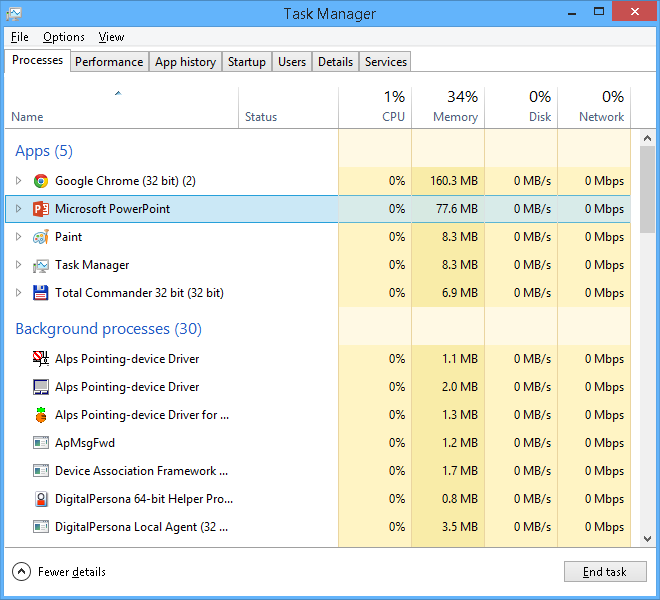 Task Manager
File Options View
Processes Performance App history Startup Users Details Services
1% 34% 0% 0%
Name Status CPU Memory Disk Network
Apps (5)
Google Chrome (32 bit) (2) 0% 160.3 MB 0 MB/s 0 Mbps
Microsoft PowerPoint 0% 77.6 MB 0 MB/s 0 Mbps
Paint 0% 8.3 MB 0 MB/s 0 Mbps
Task Manager 0% 8.3 MB 0 MB/s 0 Mbps
Total Commander 32 bit (32 bit) 0% 6.9 MB 0 MB/s 0 Mbps
Background processes (30)
Alps Pointing-device Driver 0% 1.1 MB 0 MB/s 0 Mbps
Alps Pointing-device Driver 0% 2.0 MB 0 MB/s 0 Mbps
Alps Pointing-device Driver for ... 0% 1.3 MB 0 MB/s 0 Mbps
ApMsgFwd 0% 1.2 MB 0 MB/s 0 Mbps
Device Association Framework ... 0% 1.7 MB 0 MB/s 0 Mbps
DigitalPersona 64-bit Helper Pro... 0% 0.8 MB 0 MB/s 0 Mbps
DigitalPersona Local Agent (32 ... 0% 3.5 MB 0 MB/s 0 Mbps
Fewer details End task